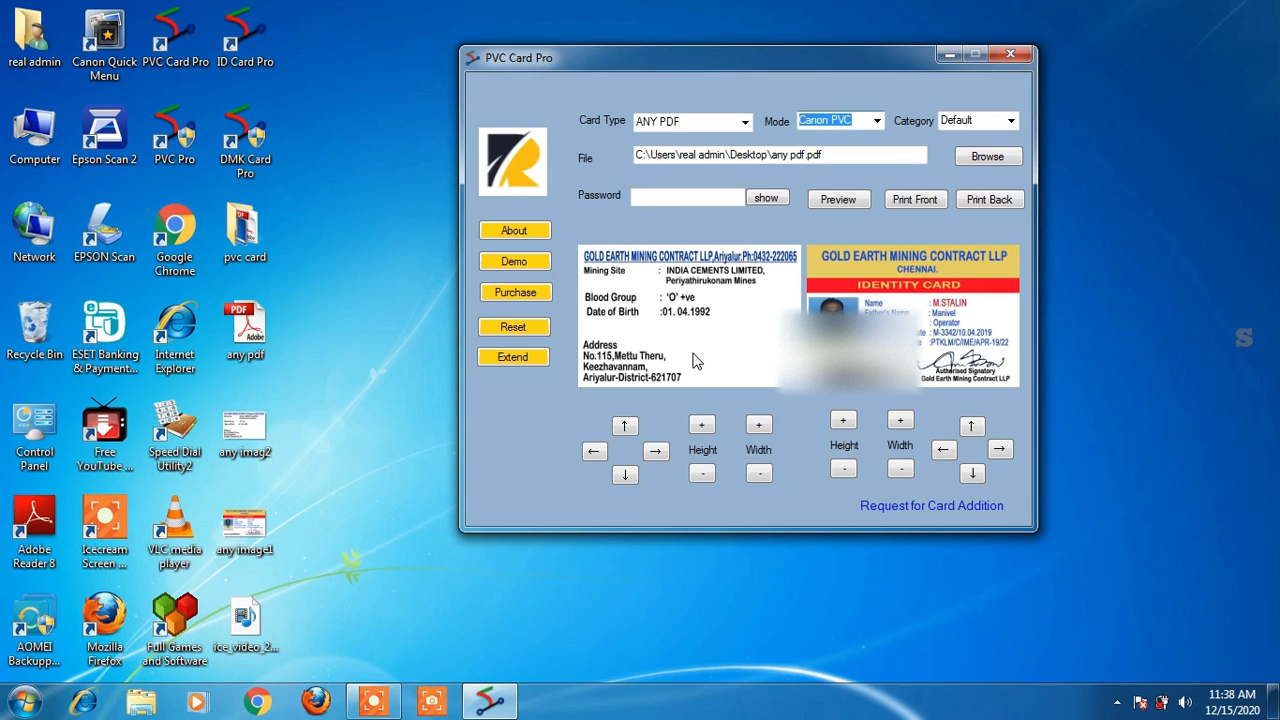 real admin
Canon Quick Menu
PVC Card Pro
ID Card Pro
Computer
Epson Scan 2
PVC Pro
DMK Card Pro
Network
EPSON Scan
Google Chrome
pvc card
Recycle Bin
ESET Banking & Payment...
Internet Explorer
any pdf
Control Panel
Free YouTube ...
Speed Dial Utility2
any imag2
Adobe Reader 8
Icecream Screen ...
VLC media player
any image1
AOMEI Backupp...
Mozilla Firefox
Full Games and Software
ice_video_2...
PVC Card Pro
Card Type ANY PDF Mode Canon PVC Category Default
File C:\Users\real admin\Desktop\any pdf.pdf Browse
Password show Preview Print Front Print Back
About
Demo
Purchase
Reset
Extend
GOLD EARTH MINING CONTRACT LLP,Ariyalur.Ph:0432-222065
Mining Site : INDIA CEMENTS LIMITED,
Periyathirukonam Mines
Blood Group : 'O' +ve
Date of Birth :01. 04.1992
Address
No.115,Mettu Theru,
Keezhavannam,
Ariyalur-District-621707
GOLD EARTH MINING CONTRACT LLP
CHENNAI.
IDENTITY CARD
Name : M.STALIN
Father's Name : Manivel
: Operator
: M-3342/10.04.2019
:PTKLM/C/IME/APR-19/22
Authorised Signatory
Gold Earth Mining Contract LLP
↑ + + + + ↑
← → Height Width Height Width ← →
↓ - - - - ↓
Request for Card Addition
S
11:38 AM
12/15/2020